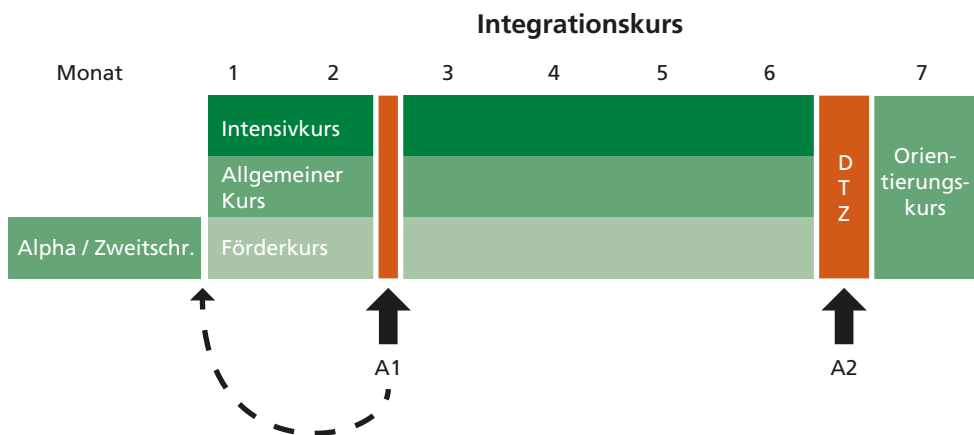 Integrationskurs
Monat 1 2 3 4 5 6 7
Intensivkurs
Allgemeiner
Kurs
Alpha / Zweitschr. Förderkurs
D
T
Z
Orien-
tierungs-
kurs
A1 A2